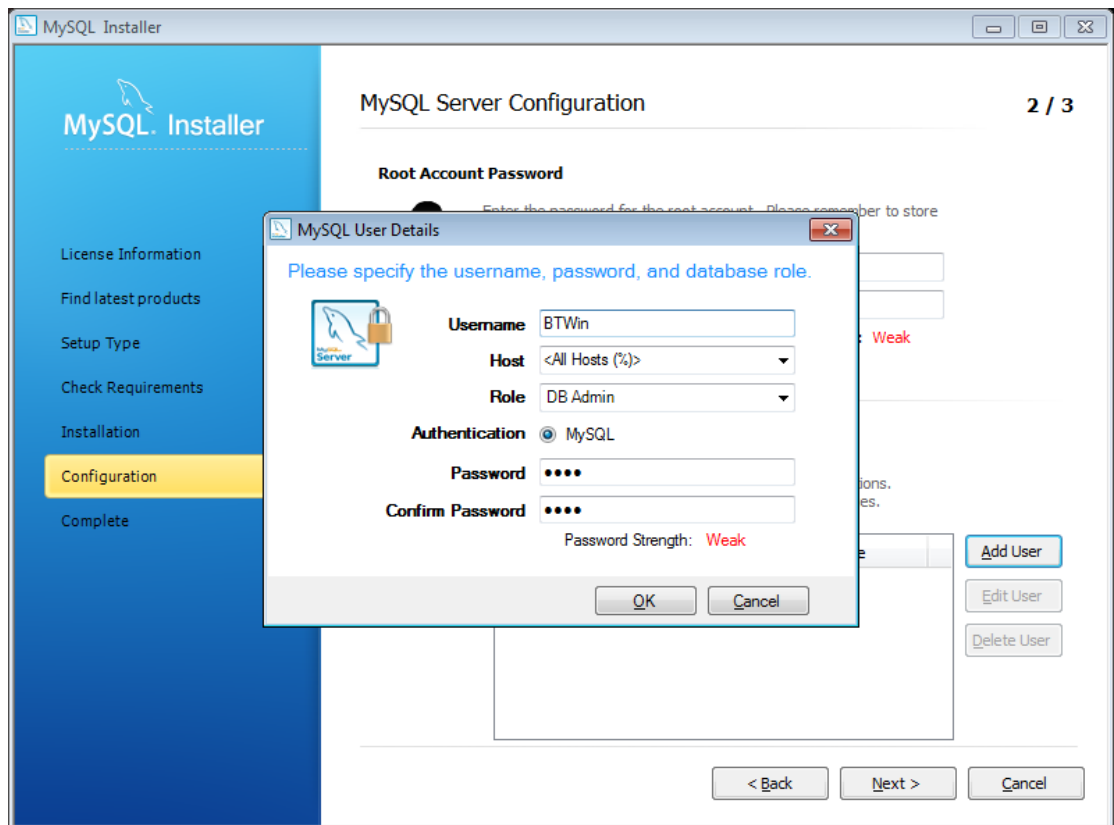 MySQL Installer
MySQL. Installer
MySQL Server Configuration
2 / 3
Root Account Password
Enter the password for the root account. Please remember to store
License Information
Find latest products
Setup Type
Check Requirements
Installation
Configuration
Complete
MySQL User Details
Please specify the username, password, and database role.
MySQL
Server
Username BTWin
Host <All Hosts (%)>
Role DB Admin
Authentication MySQL
Password ••••
Confirm Password ••••
Password Strength: Weak
OK Cancel
: Weak
ions.
es.
Add User
Edit User
Delete User
< Back Next > Cancel